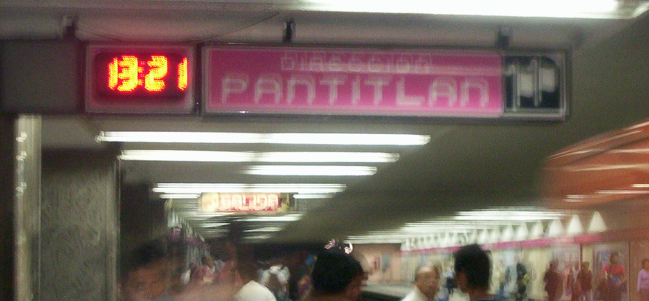 13:21
DIRECCION
PANTITLAN
SALIDA